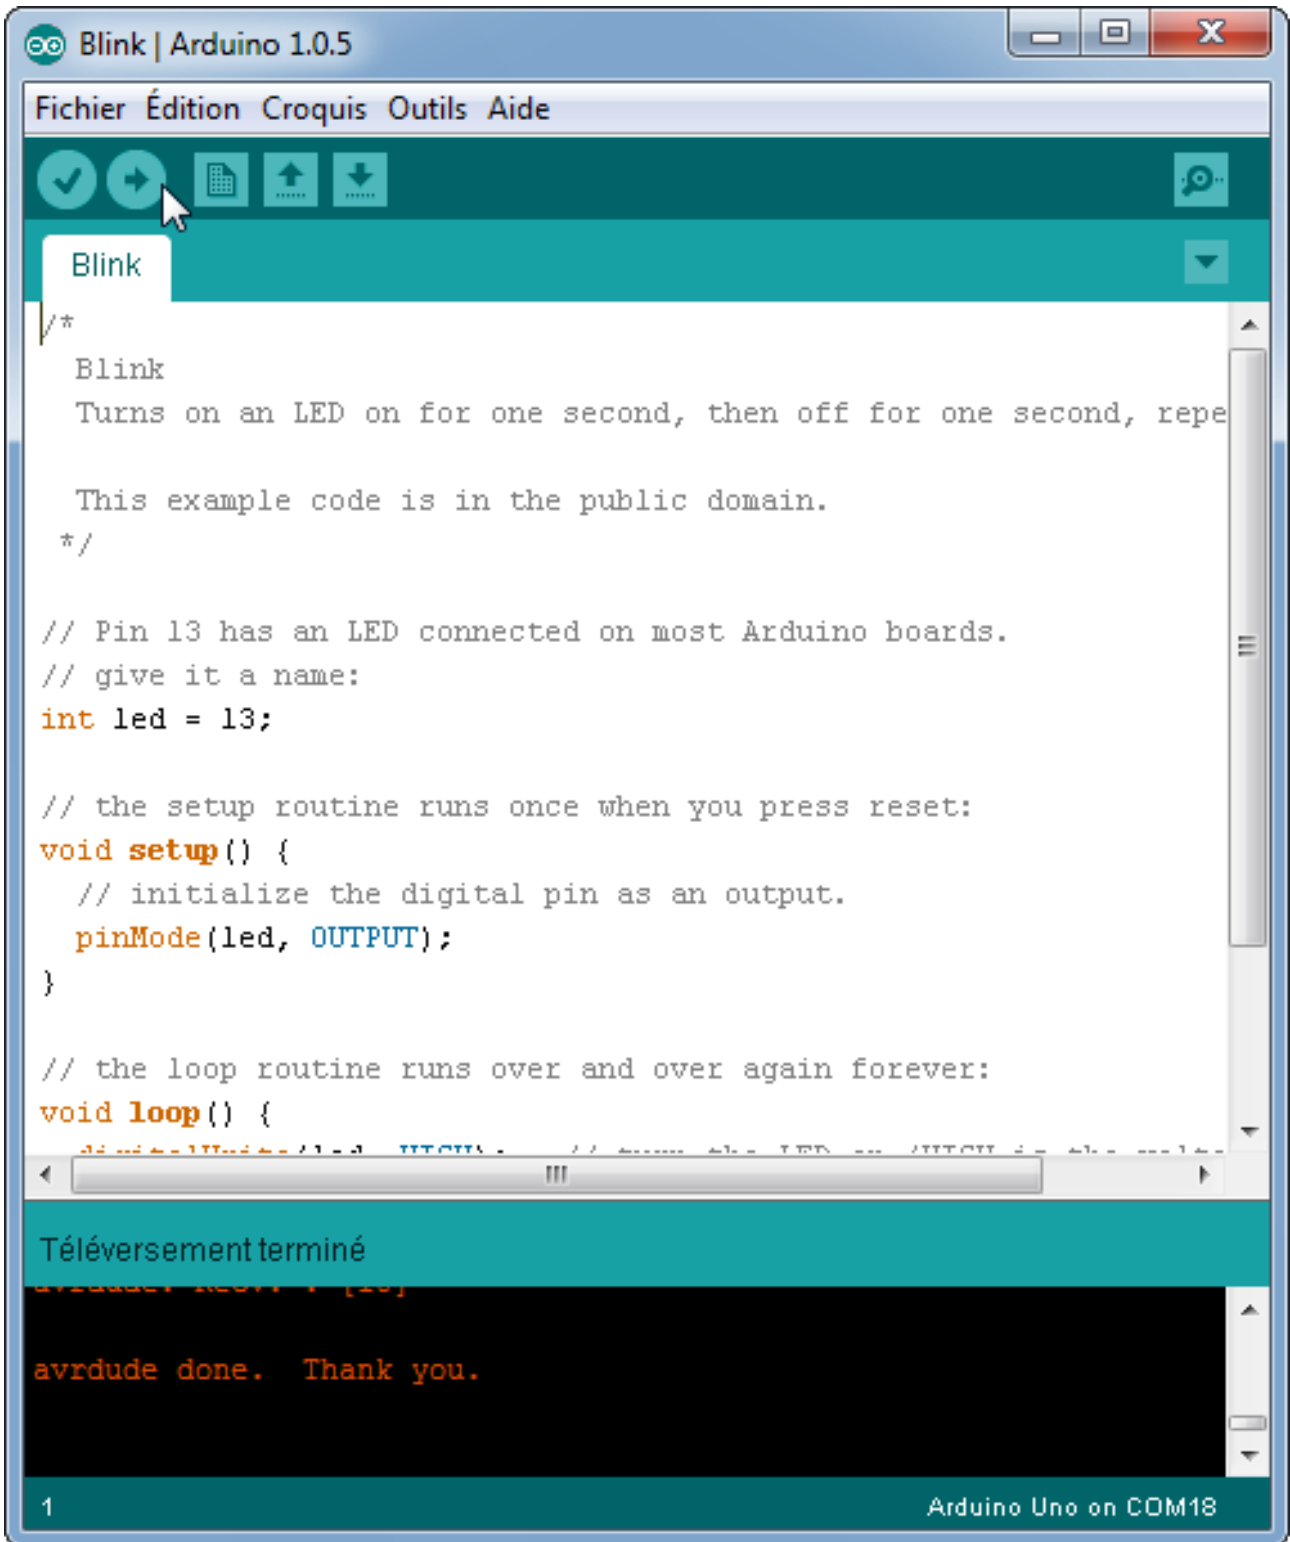 Blink | Arduino 1.0.5
Fichier Édition Croquis Outils Aide
Blink
/*
Blink
Turns on an LED on for one second, then off for one second, repe
This example code is in the public domain.
*/
// Pin 13 has an LED connected on most Arduino boards.
// give it a name:
int led = 13;
// the setup routine runs once when you press reset:
void setup() {
// initialize the digital pin as an output.
pinMode(led, OUTPUT);
}
// the loop routine runs over and over again forever:
void loop() {
avrdude done.  Thank you.
Téléversement terminé
1
Arduino Uno on COM18